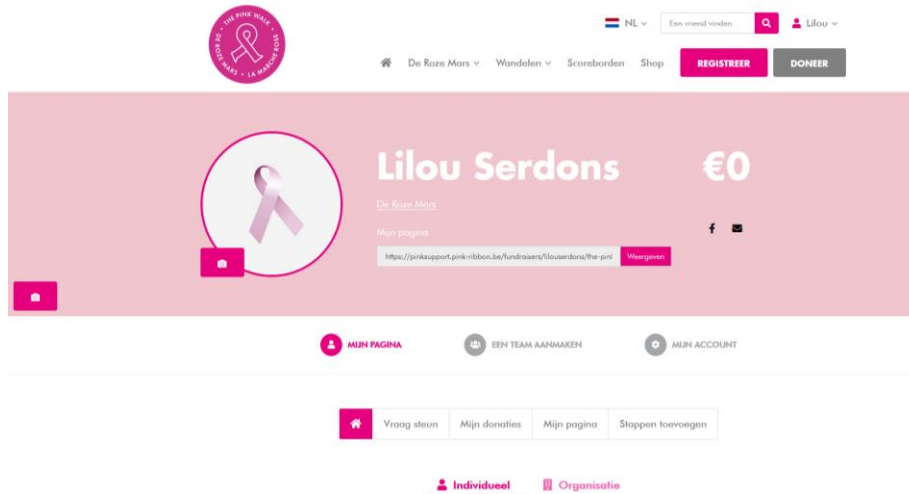 THE PINK WALK • LA MARCHE ROSE • DE ROZE MARS •
NL
Een vriend vinden
Lilou
De Roze Mars
Wandelen
Scoreborden
Shop
REGISTREER
DONEER
Lilou Serdons
€0
De Roze Mars
Mijn pagina
https://pinksupport.pink-ribbon.be/fundraisers/lilouserdons/the-pin
Weergeven
MIJN PAGINA
EEN TEAM AANMAKEN
MIJN ACCOUNT
Vraag steun
Mijn donaties
Mijn pagina
Stappen toevoegen
Individueel
Organisatie